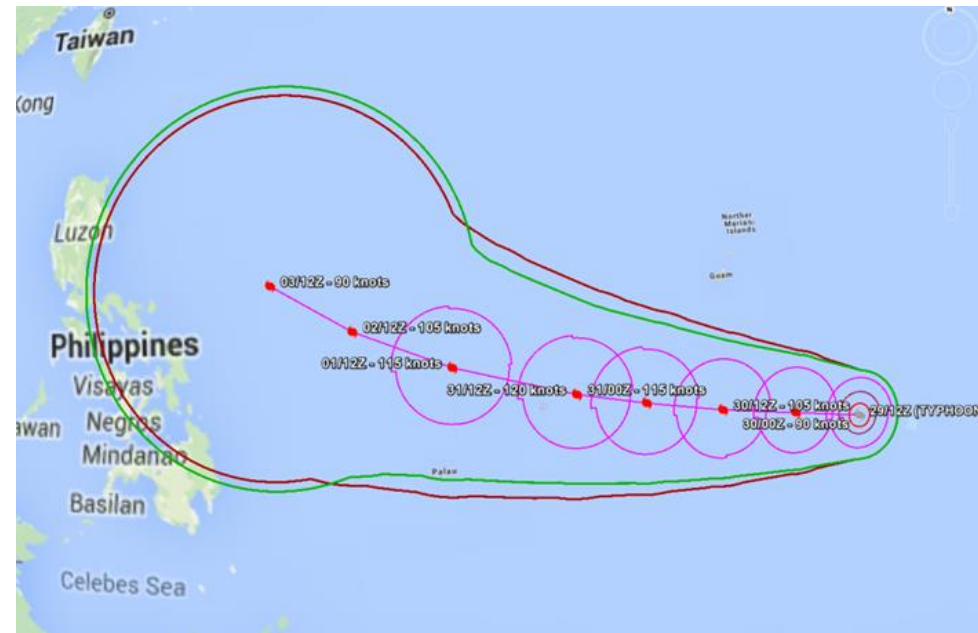 N
Taiwan
Kong
Norther
Marian
Islands
Luzon
Guam
03/12Z - 90 knots
02/12Z - 105 knots
Philippines
01/12Z - 115 knots
Visayas
31/12Z - 120 knots
31/00Z - 115 knots
30/12Z - 105 knots
29/12Z (TYPHOON
awan
Negros
30/00Z - 90 knots
Mindanao
Palau
Basilan
Celebes Sea